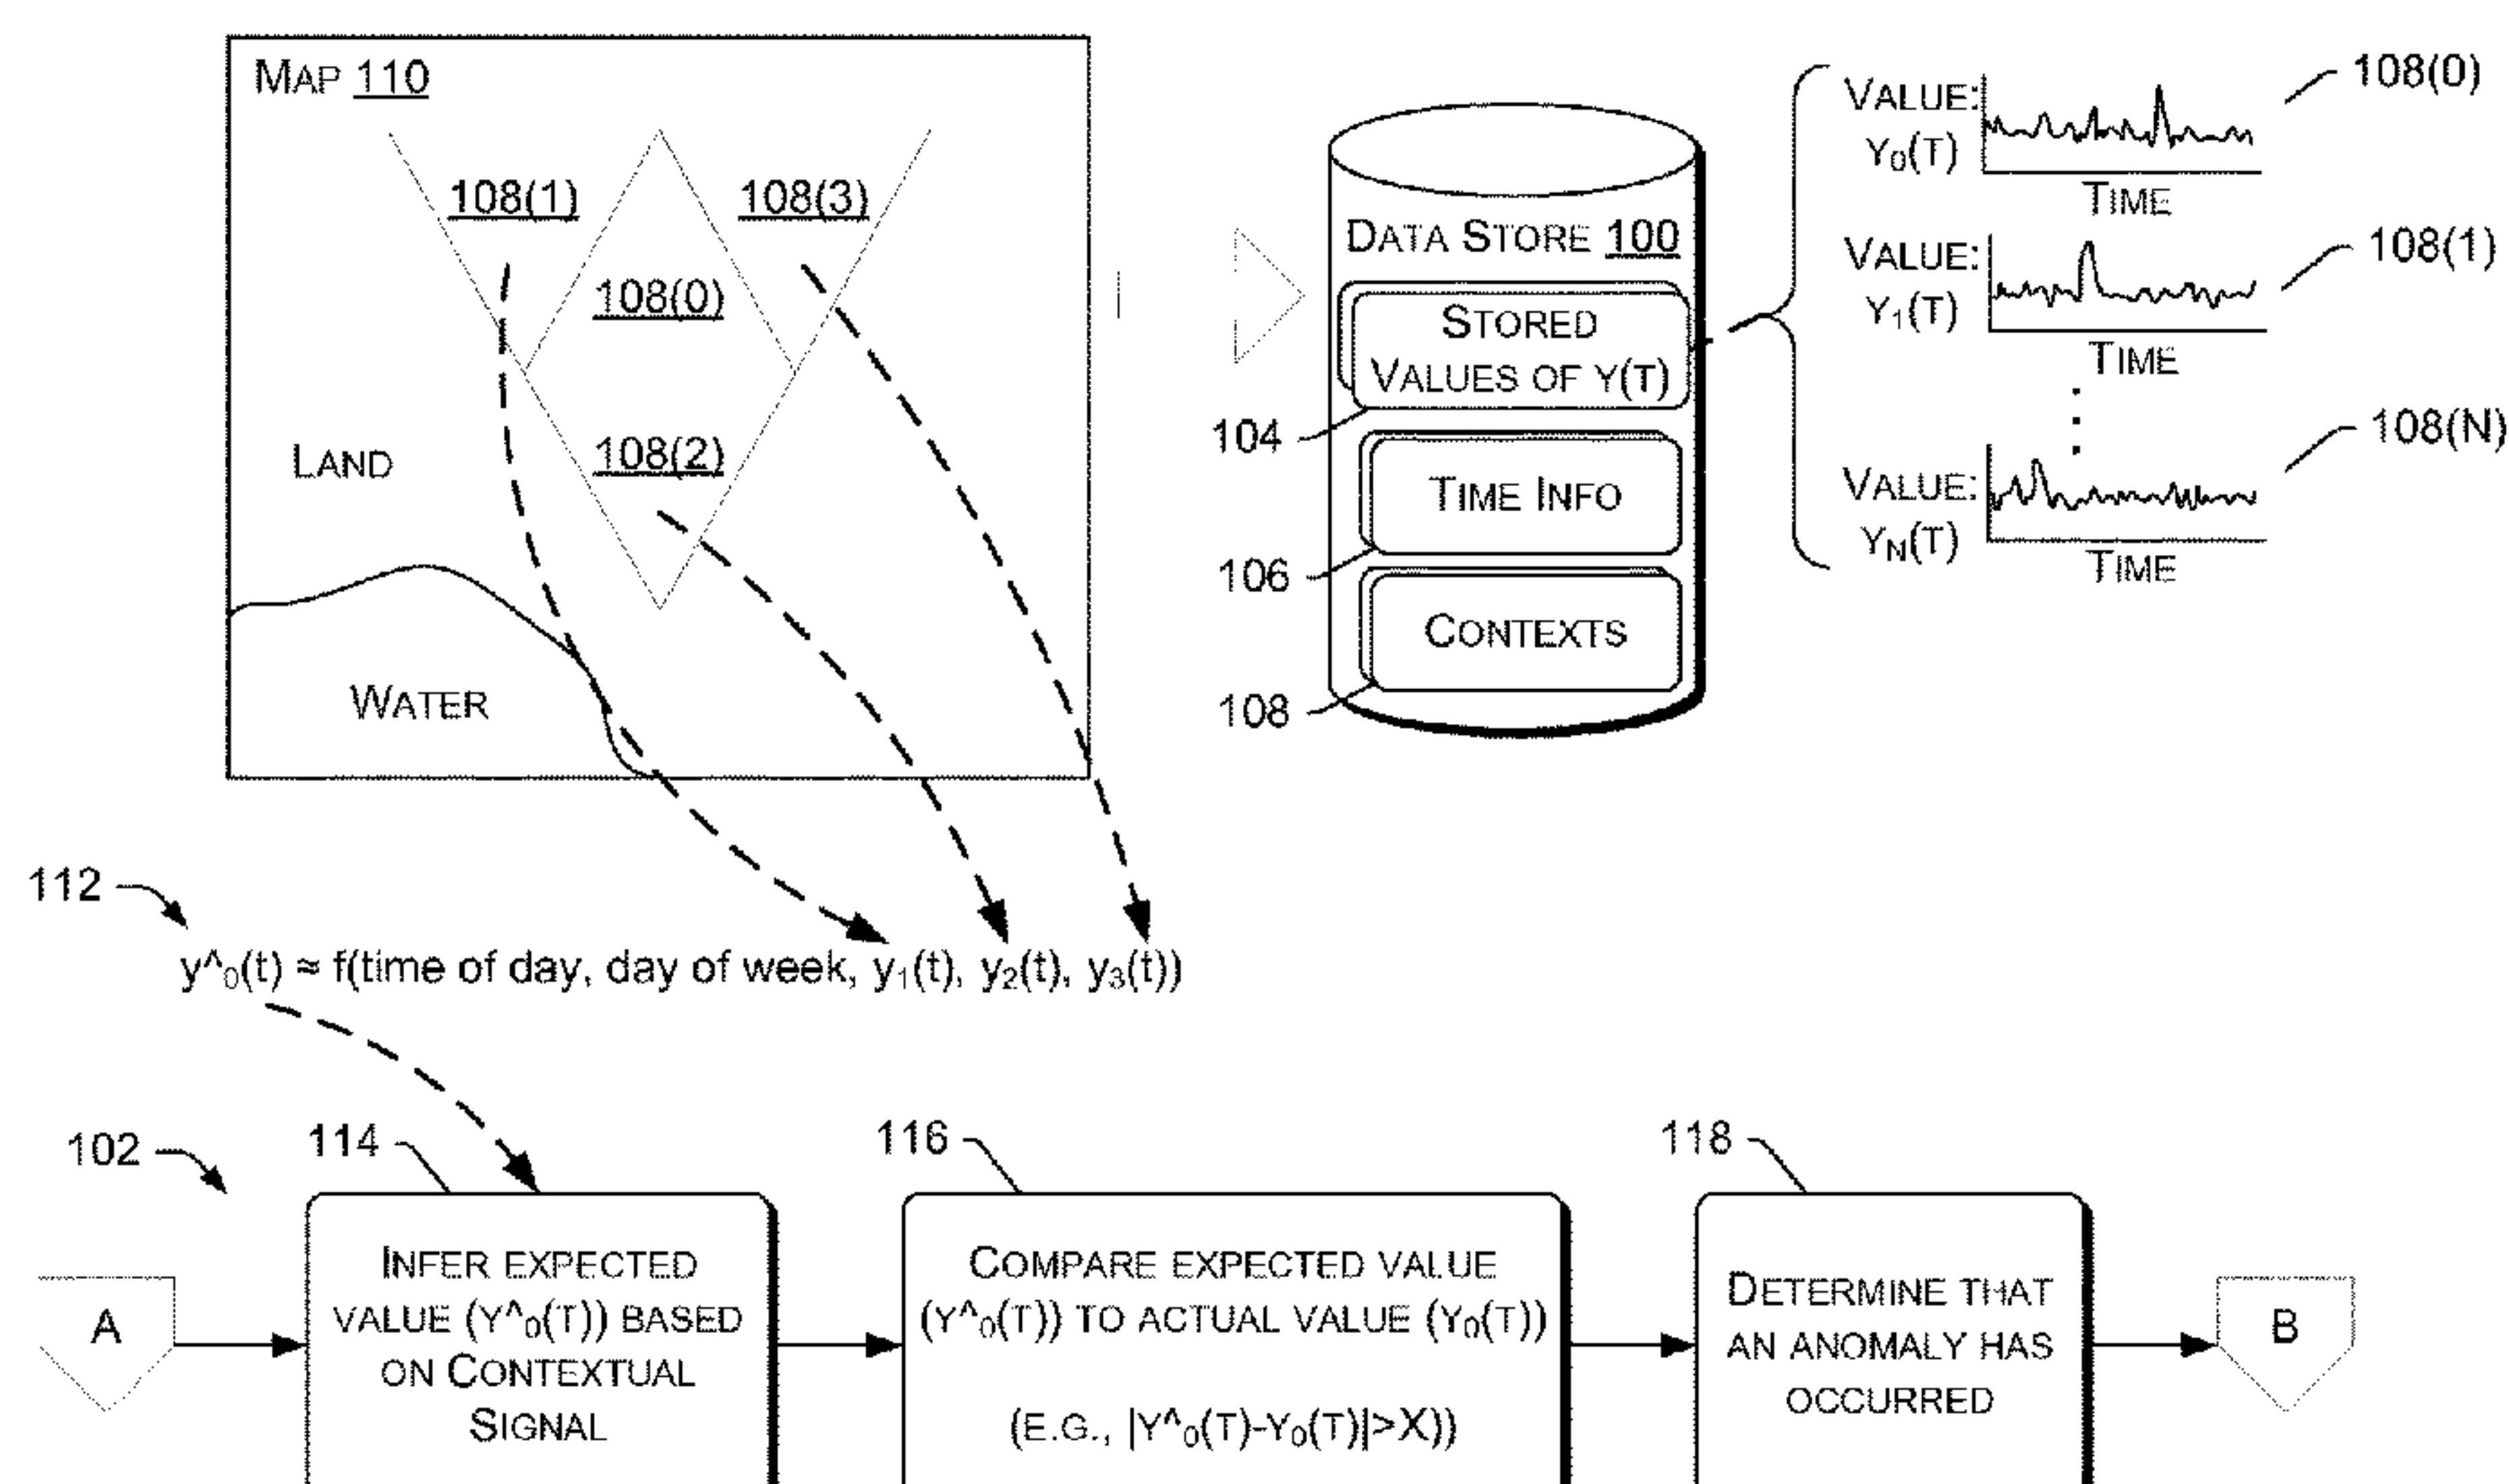 MAP 110
108(1)
108(3)
108(0)
108(2)
LAND
WATER
DATA STORE 100
STORED
VALUES OF Y(T)
104
TIME INFO
106
CONTEXTS
108
VALUE:
Y₀(T)
TIME
108(0)
VALUE:
Y₁(T)
TIME
108(1)
VALUE:
Y_N(T)
TIME
108(N)
112
y^₀(t) ≈ f(time of day, day of week, y₁(t), y₂(t), y₃(t))
102
114
116
118
A
INFER EXPECTED
VALUE (Y^₀(T)) BASED
ON CONTEXTUAL
SIGNAL
COMPARE EXPECTED VALUE
(Y^₀(T)) TO ACTUAL VALUE (Y₀(T))
(E.G., |Y^₀(T)-Y₀(T)|>X))
DETERMINE THAT
AN ANOMALY HAS
OCCURRED
B